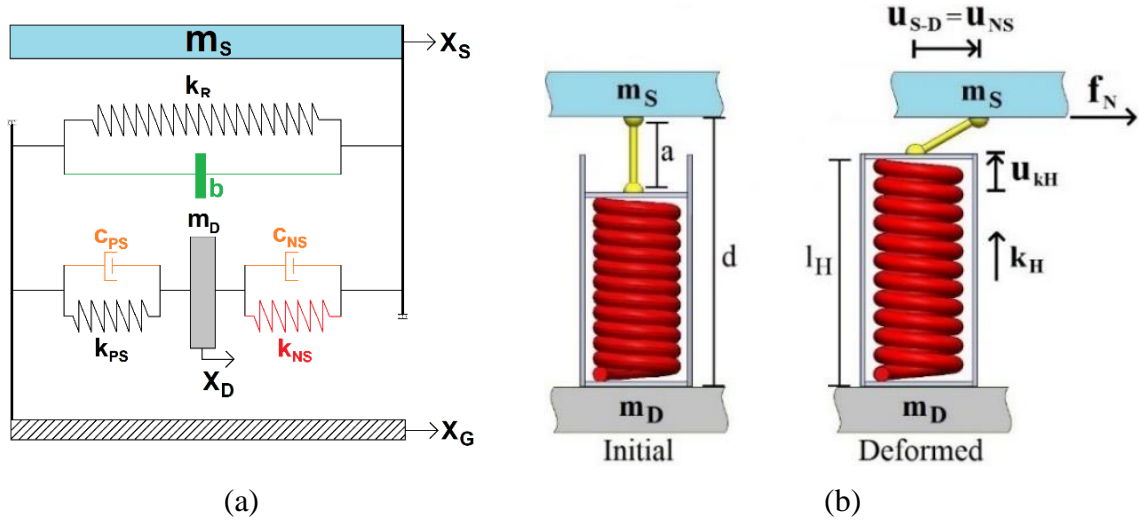 m_S
X_S
k_R
b
m_D
c_PS
c_NS
k_PS
k_NS
X_D
X_G
(a)
u_S-D = u_NS
m_S
m_S
f_N
a
u_kH
d
l_H
k_H
m_D
m_D
Initial
Deformed
(b)